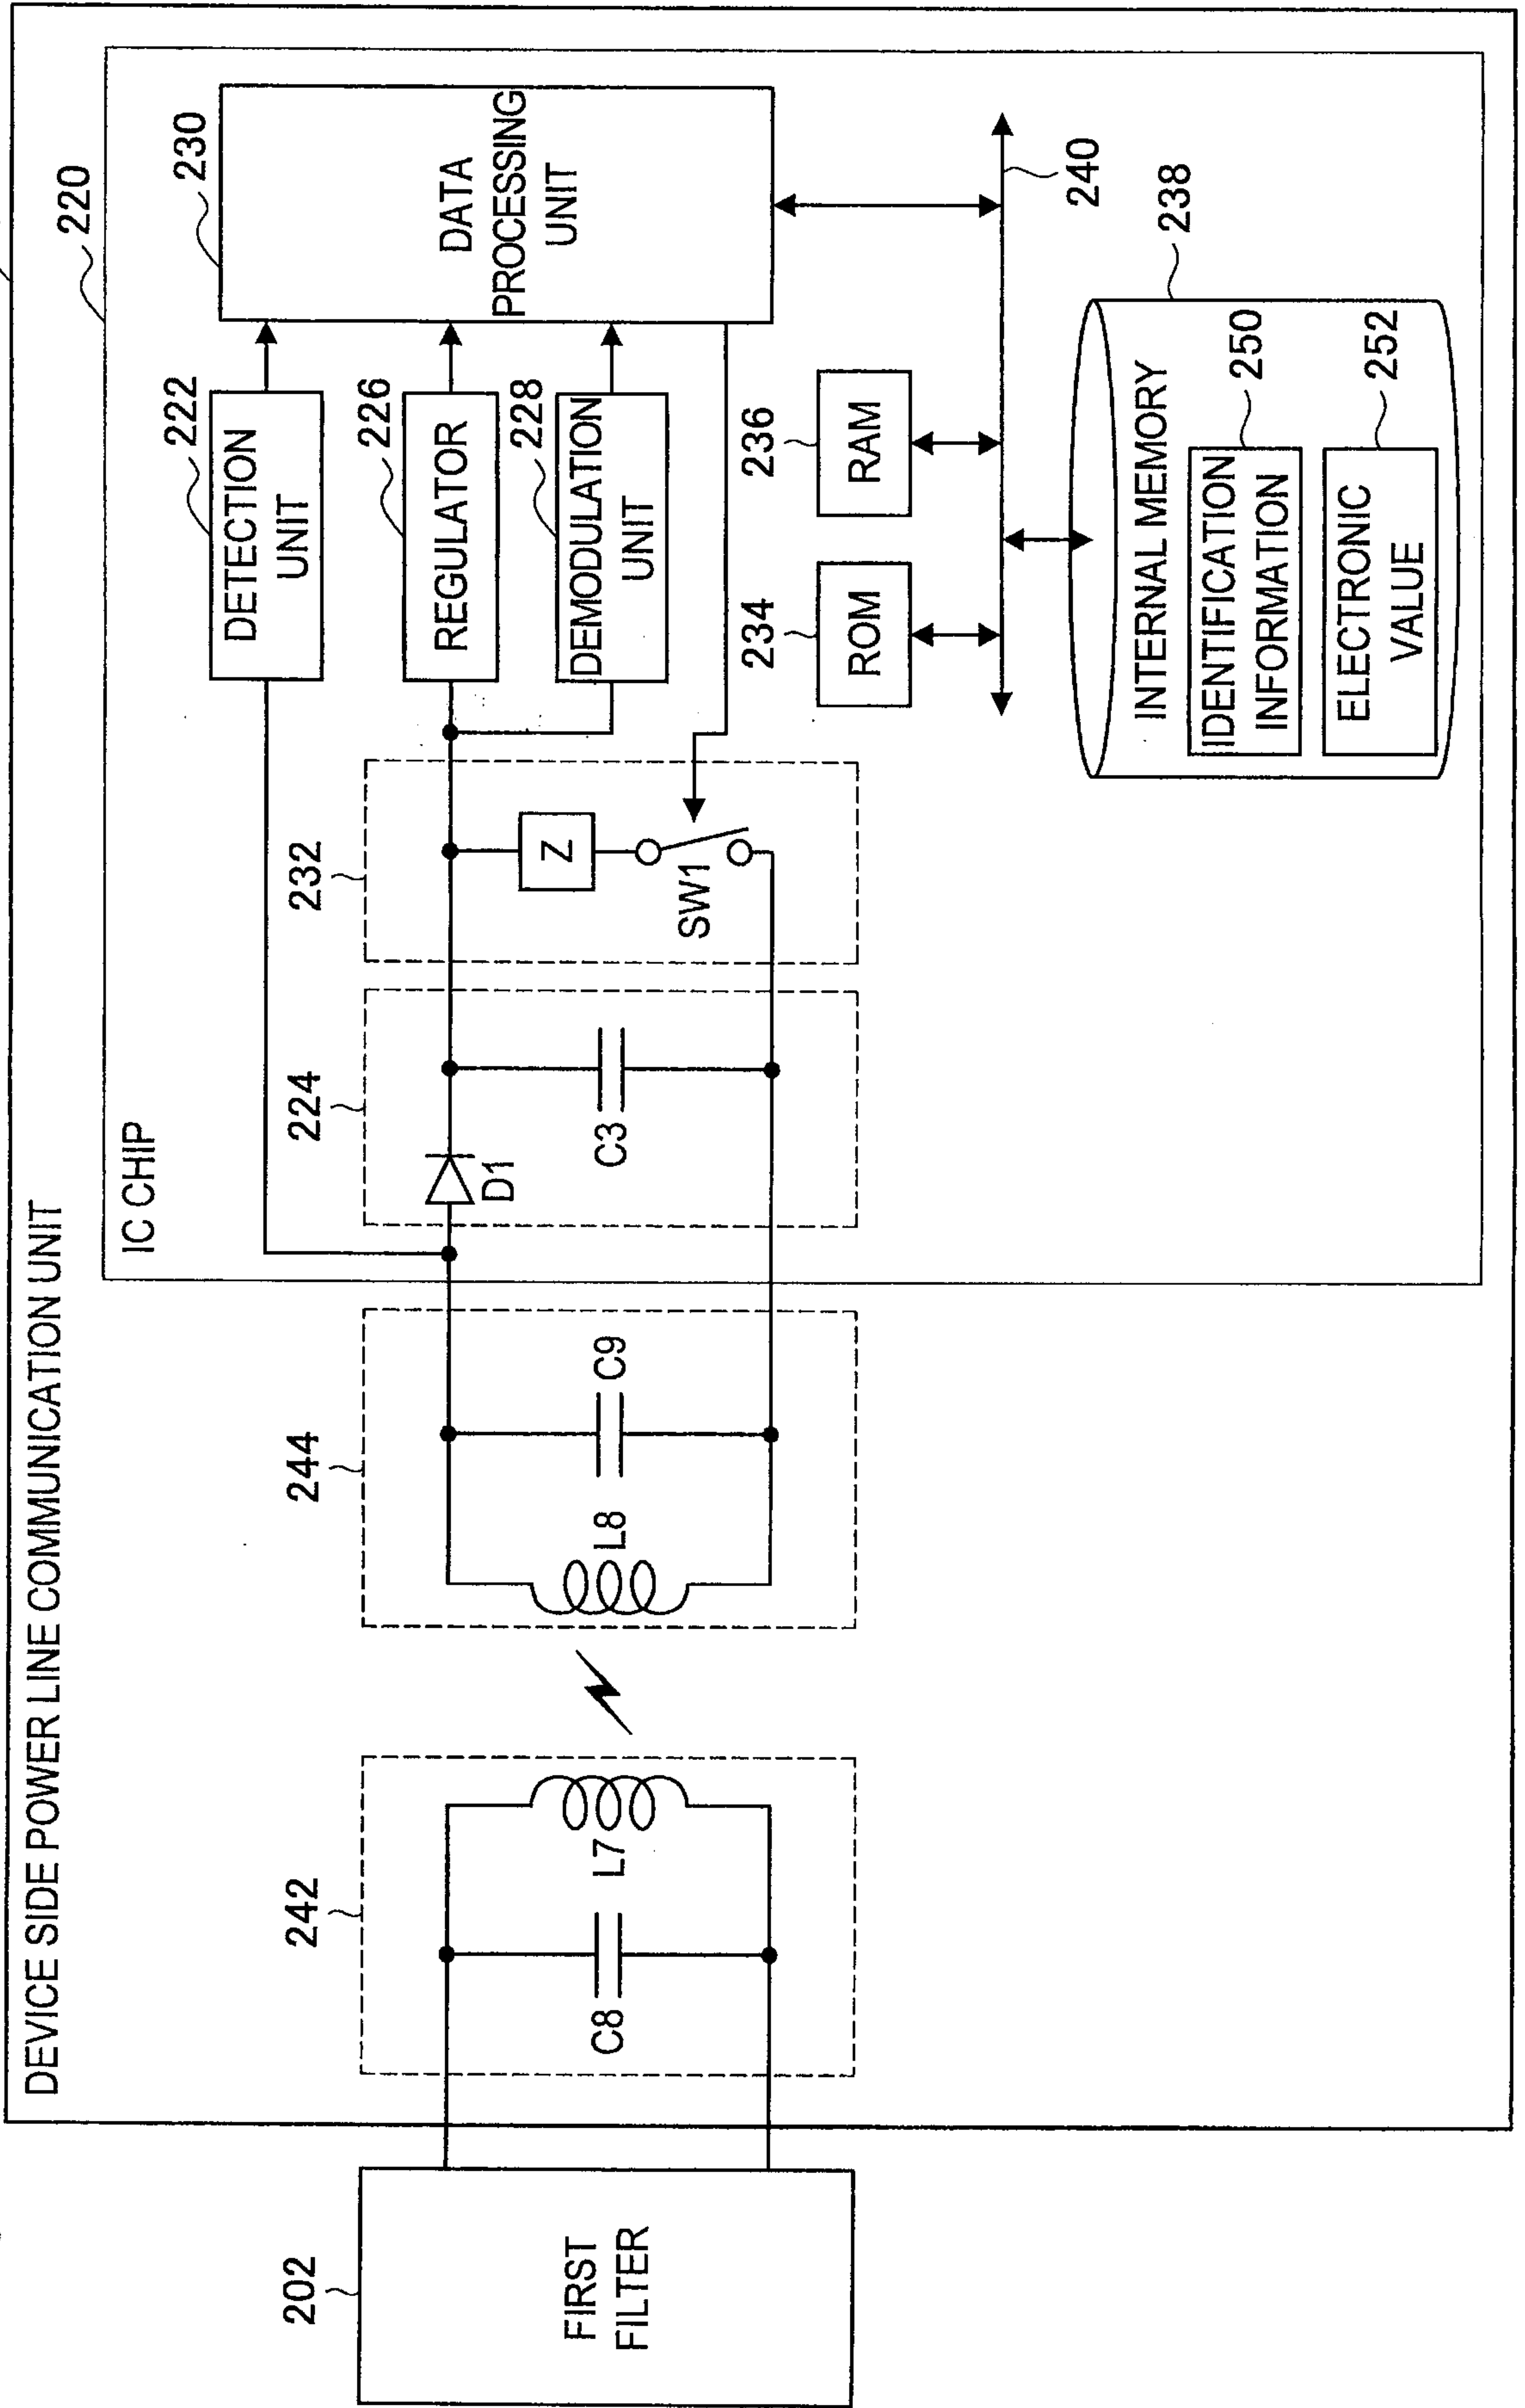 DEVICE SIDE POWER LINE COMMUNICATION UNIT
220
IC CHIP
230
DATA
PROCESSING
UNIT
222
DETECTION
UNIT
226
REGULATOR
228
DEMODULATION
UNIT
202
FIRST
FILTER
242
C8
L7
244
L8
C9
224
D1
C3
232
Z
SW1
234
ROM
236
RAM
240
238
INTERNAL MEMORY
IDENTIFICATION
INFORMATION
250
ELECTRONIC
VALUE
252